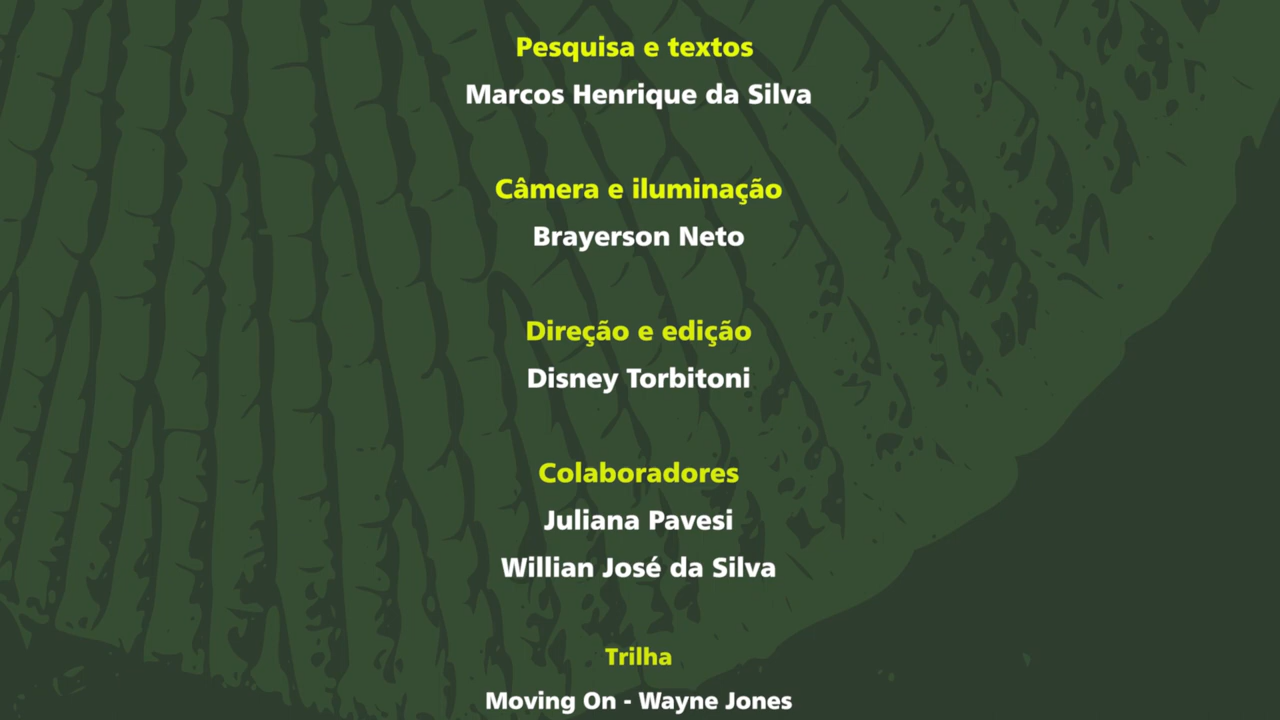 Pesquisa e textos
Marcos Henrique da Silva
Câmera e iluminação
Brayerson Neto
Direção e edição
Disney Torbitoni
Colaboradores
Juliana Pavesi
Willian José da Silva
Trilha
Moving On - Wayne Jones